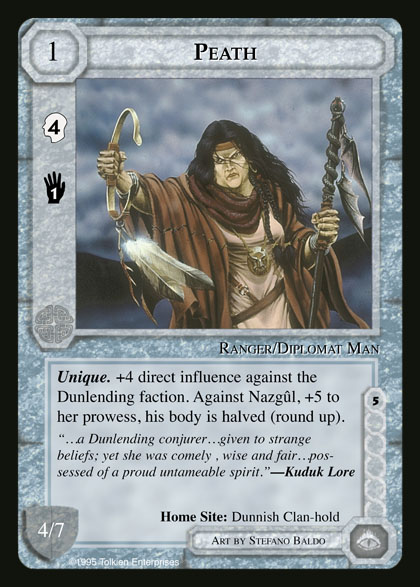 1
PEATH
4
1
RANGER/DIPLOMAT MAN
Unique. +4 direct influence against the
Dunlending faction. Against Nazgûl, +5 to
her prowess, his body is halved (round up).
5
“…a Dunlending conjurer…given to strange
beliefs; yet she was comely , wise and fair…pos-
sessed of a proud untameable spirit.”—Kuduk Lore
Home Site: Dunnish Clan-hold
4/7
ART BY STEFANO BALDO
©1995 Tolkien Enterprises